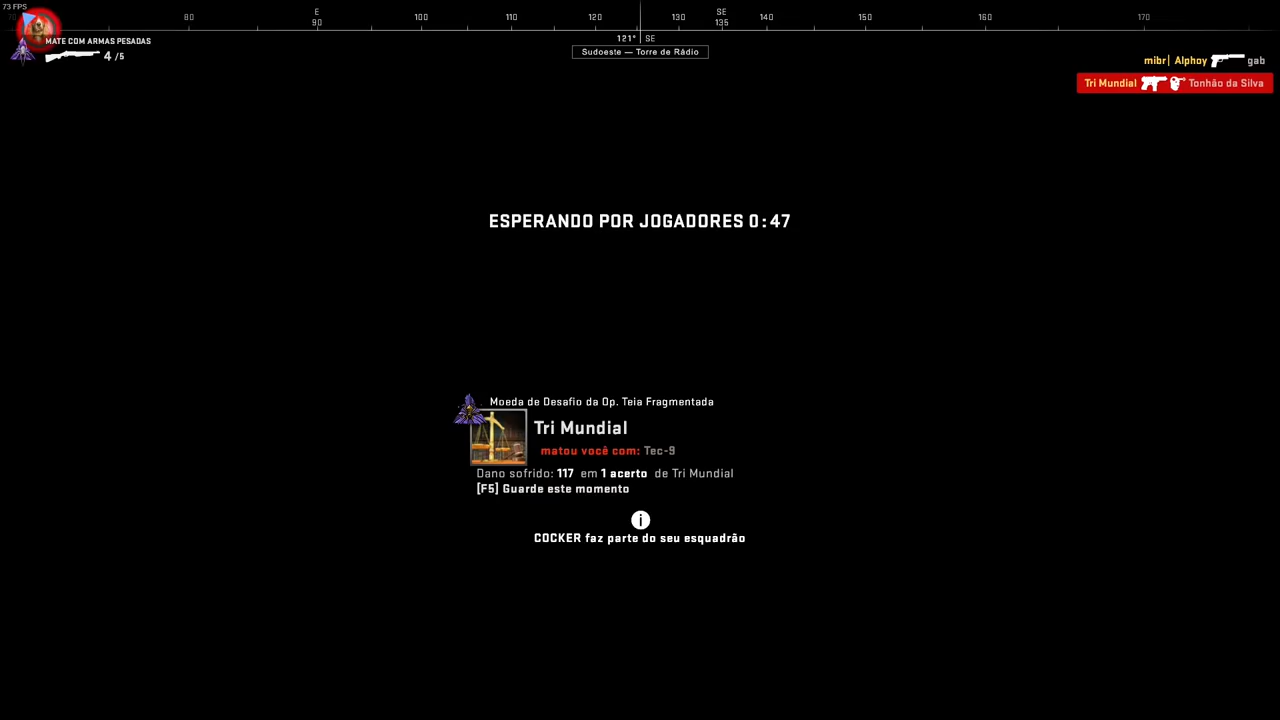 73 FPS
70
80
E
90
100
110
120
130
SE
135
140
150
160
170
121° SE
Sudoeste — Torre de Rádio
MATE COM ARMAS PESADAS
4 /5
mibr| Alphoy gab
Tri Mundial Tonhão da Silva
ESPERANDO POR JOGADORES 0:47
Moeda de Desafio da Op. Teia Fragmentada
Tri Mundial
matou você com: Tec-9
Dano sofrido: 117 em 1 acerto de Tri Mundial
[F5] Guarde este momento
i
COCKER faz parte do seu esquadrão